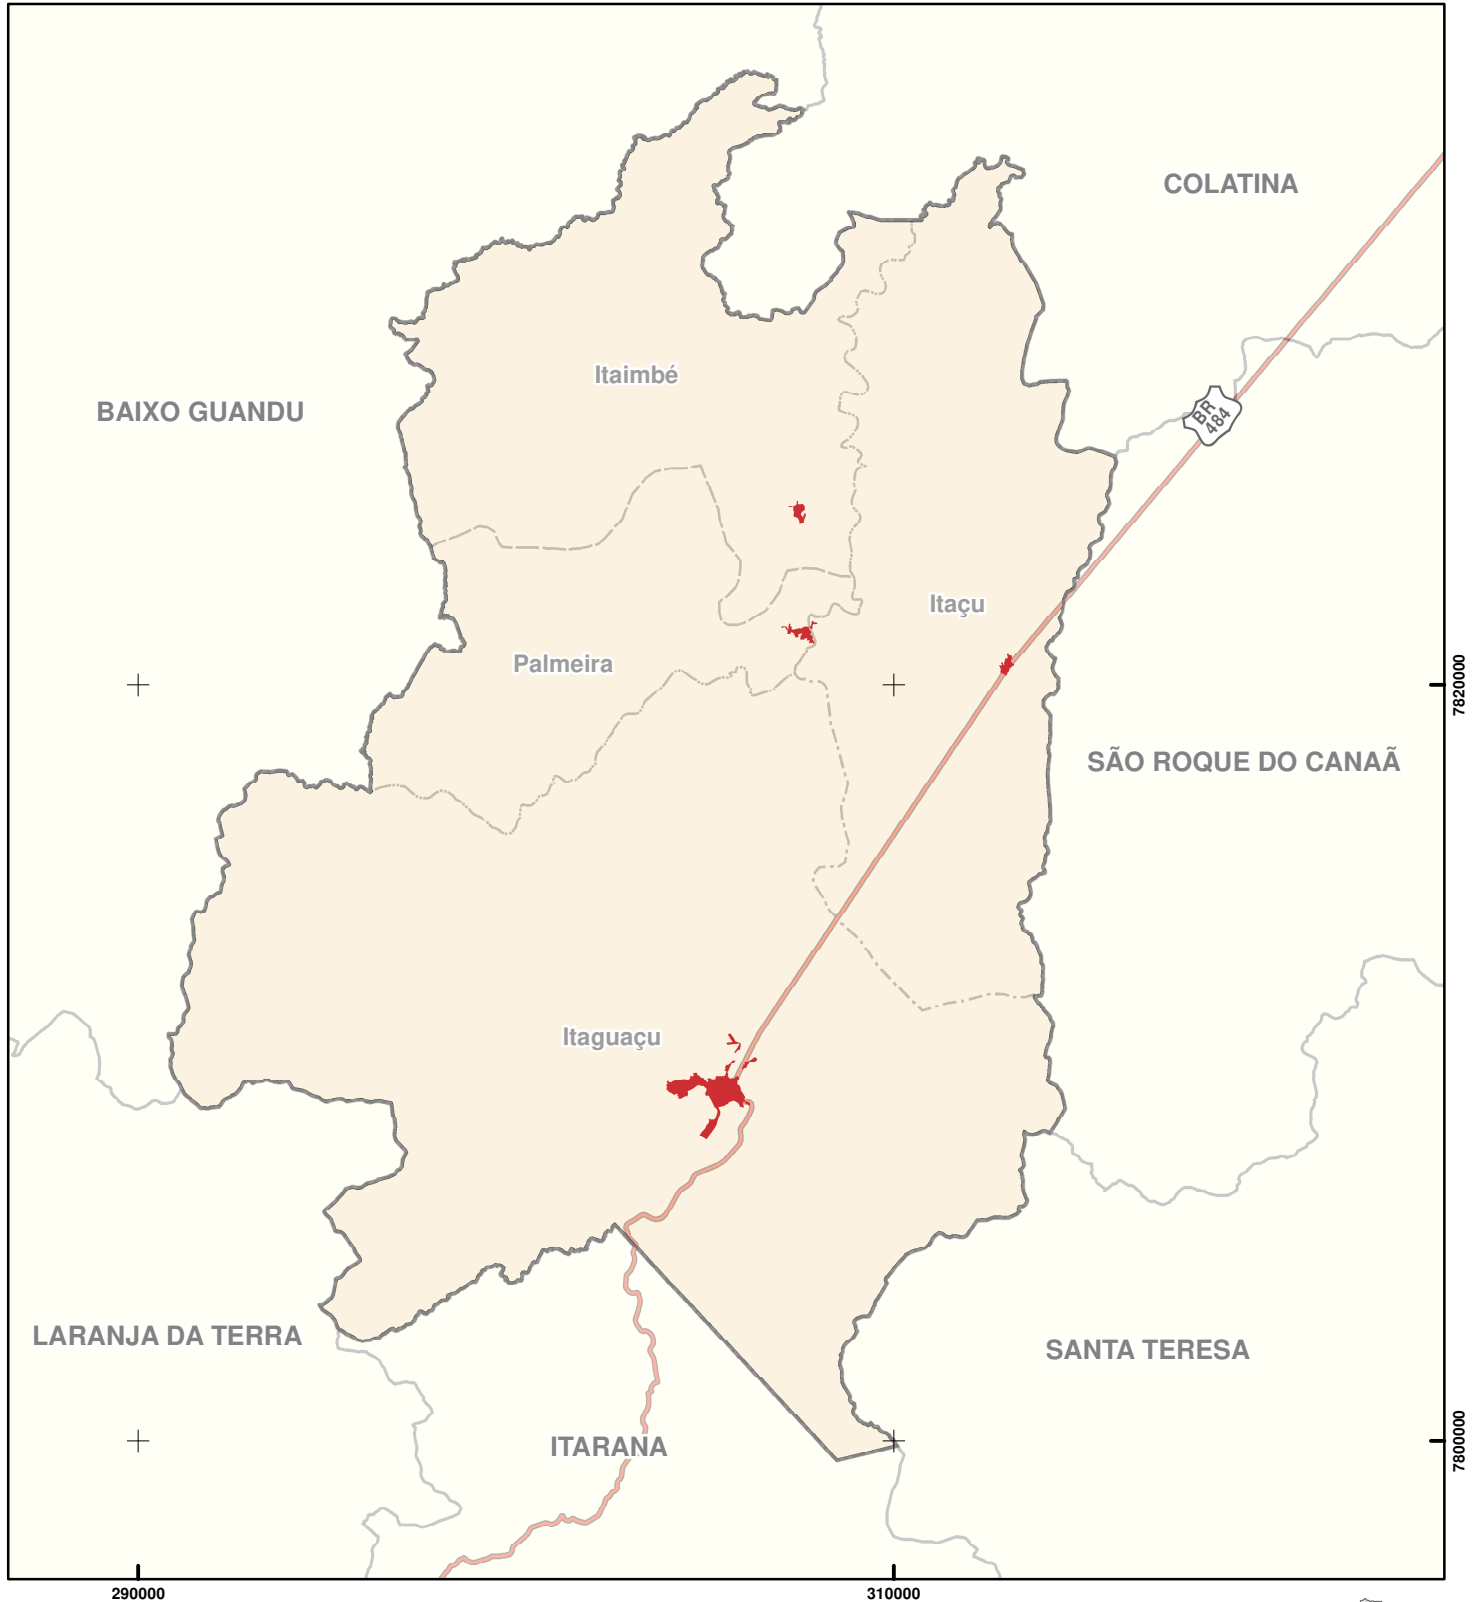 COLATINA
Itaimbé
BAIXO GUANDU
BR
484
Itaçu
Palmeira
7820000
SÃO ROQUE DO CANAÃ
Itaguaçu
LARANJA DA TERRA
SANTA TERESA
ITARANA
7800000
290000
310000